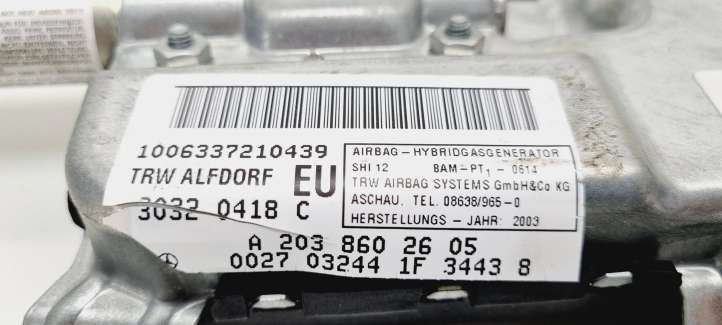 1006337210439
TRW ALFDORF EU
3032 0418 C
AIRBAG - HYBRIDGASGENERATOR
SHI 12 BAM-PT1 - 0614
TRW AIRBAG SYSTEMS GmbH&Co KG
ASCHAU. TEL. 08638/965-0
HERSTELLUNGS - JAHR: 2003
A 203 860 26 05
0027 03244 1F 3443 8